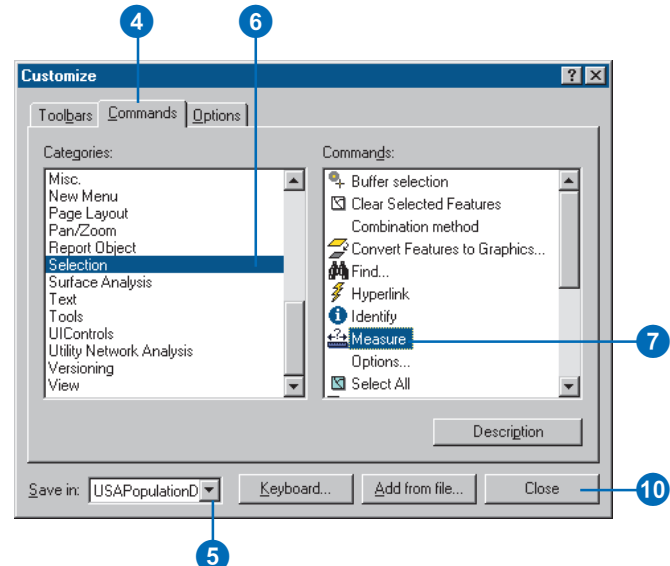 4
6
Customize
Toolbars
Commands
Options
Categories:
Misc.
New Menu
Page Layout
Pan/Zoom
Report Object
Selection
Surface Analysis
Text
Tools
UIControls
Utility Network Analysis
Versioning
View
Commands:
Buffer selection
Clear Selected Features
Combination method
Convert Features to Graphics...
Find...
Hyperlink
Identify
Measure
Options...
Select All
7
Description
Save in:
USAPopulationD
Keyboard...
Add from file...
Close
10
5